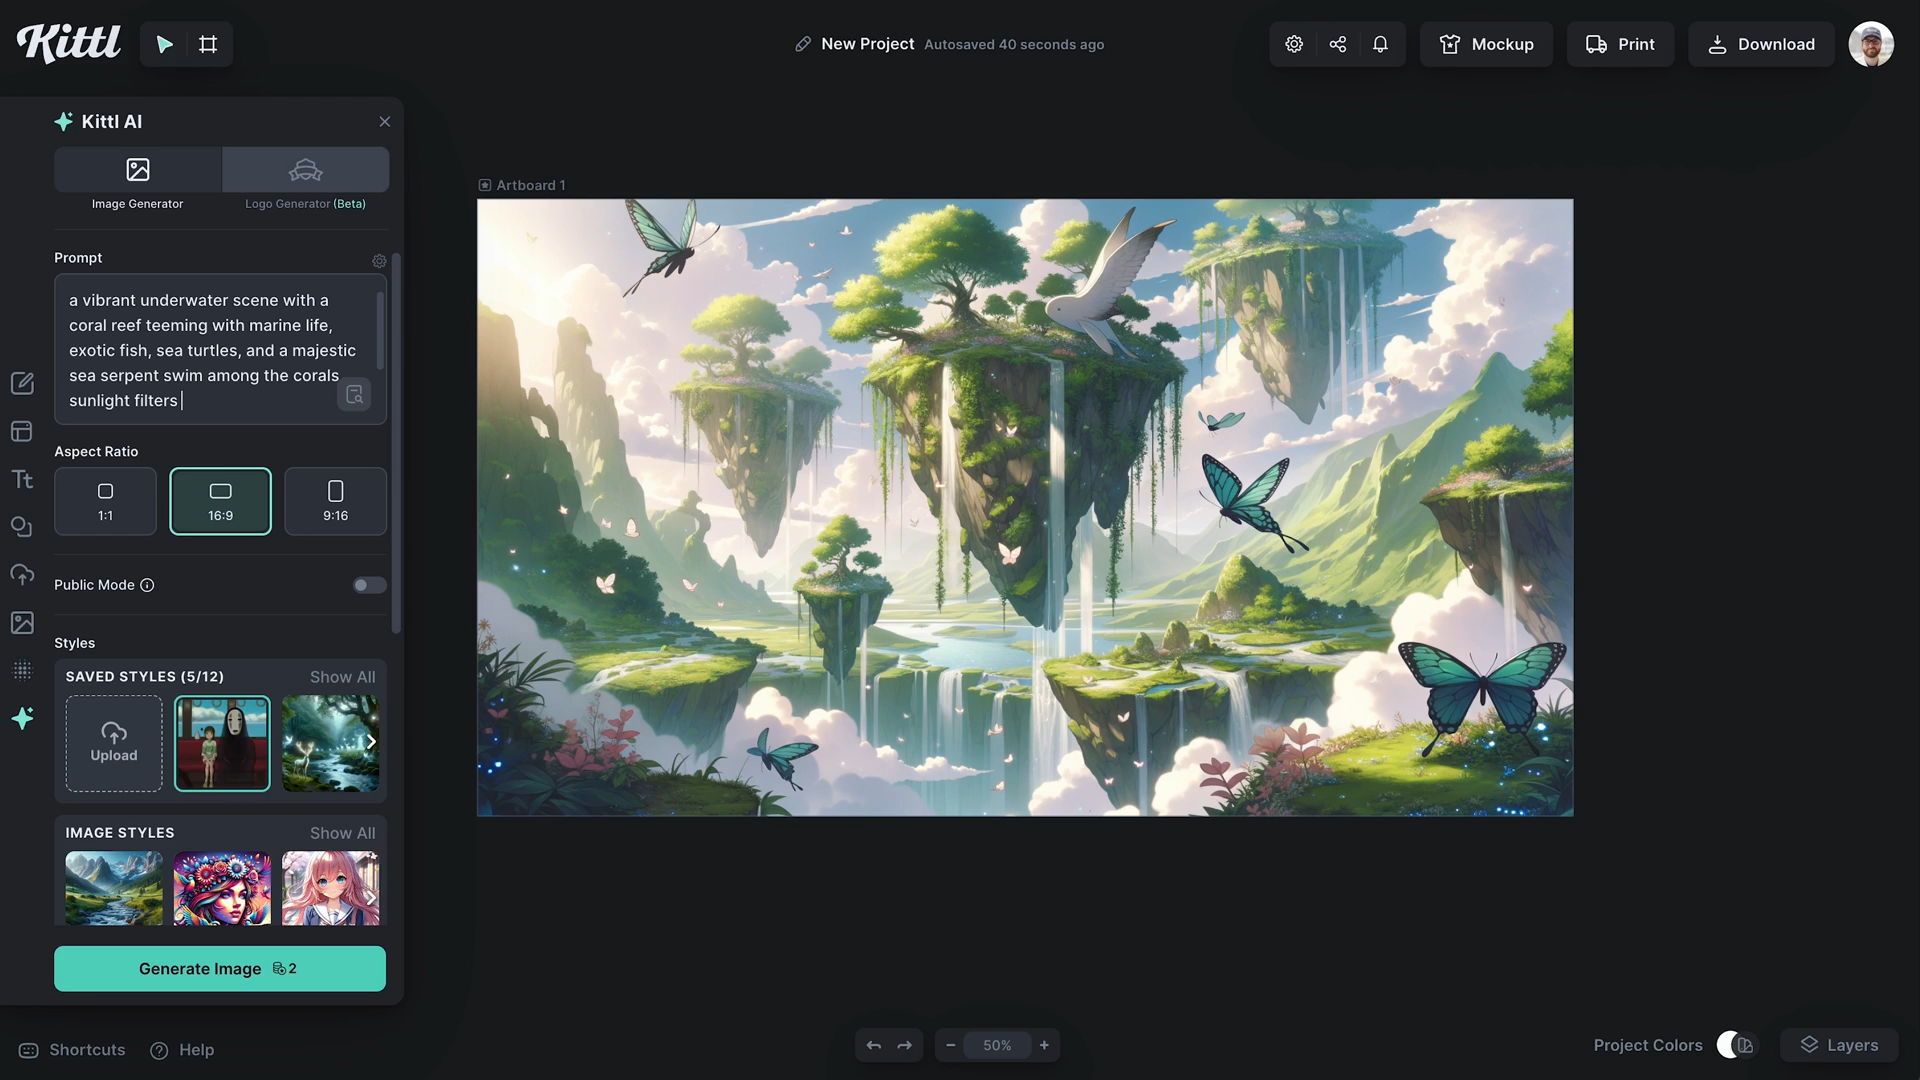 Kittl
New Project Autosaved 40 seconds ago
Mockup
Print
Download
Kittl AI
Image Generator
Logo Generator (Beta)
Artboard 1
Prompt
a vibrant underwater scene with a
coral reef teeming with marine life,
exotic fish, sea turtles, and a majestic
sea serpent swim among the corals
sunlight filters
Aspect Ratio
1:1
16:9
9:16
Public Mode
Styles
SAVED STYLES (5/12) Show All
Upload
IMAGE STYLES Show All
Generate Image 2
Tt
Shortcuts
Help
50%
Project Colors
Layers